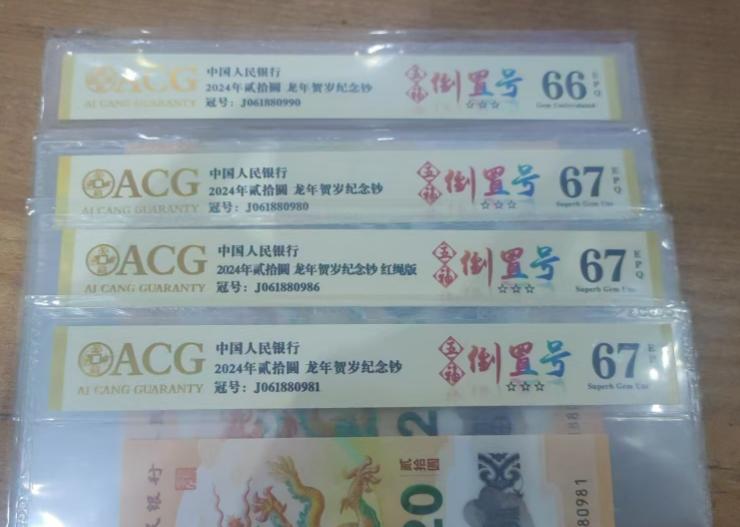 ACG
AI CANG GUARANTY
中国人民银行
2024年贰拾圆 龙年贺岁纪念钞
冠号：J061880990
五福
倒置号
☆☆☆
66
EPQ
Gem Uncirculated
ACG
AI CANG GUARANTY
中国人民银行
2024年贰拾圆 龙年贺岁纪念钞
冠号：J061880980
五福
倒置号
☆☆☆
67
EPQ
Superb Gem Unc
ACG
AI CANG GUARANTY
中国人民银行
2024年贰拾圆 龙年贺岁纪念钞 红绳版
冠号：J061880986
五福
倒置号
☆☆☆
67
EPQ
Superb Gem Unc
ACG
AI CANG GUARANTY
中国人民银行
2024年贰拾圆 龙年贺岁纪念钞
冠号：J061880981
五福
倒置号
☆☆☆
67
EP
Superb Gem Unc
2
银行
贰拾圆
20
80981